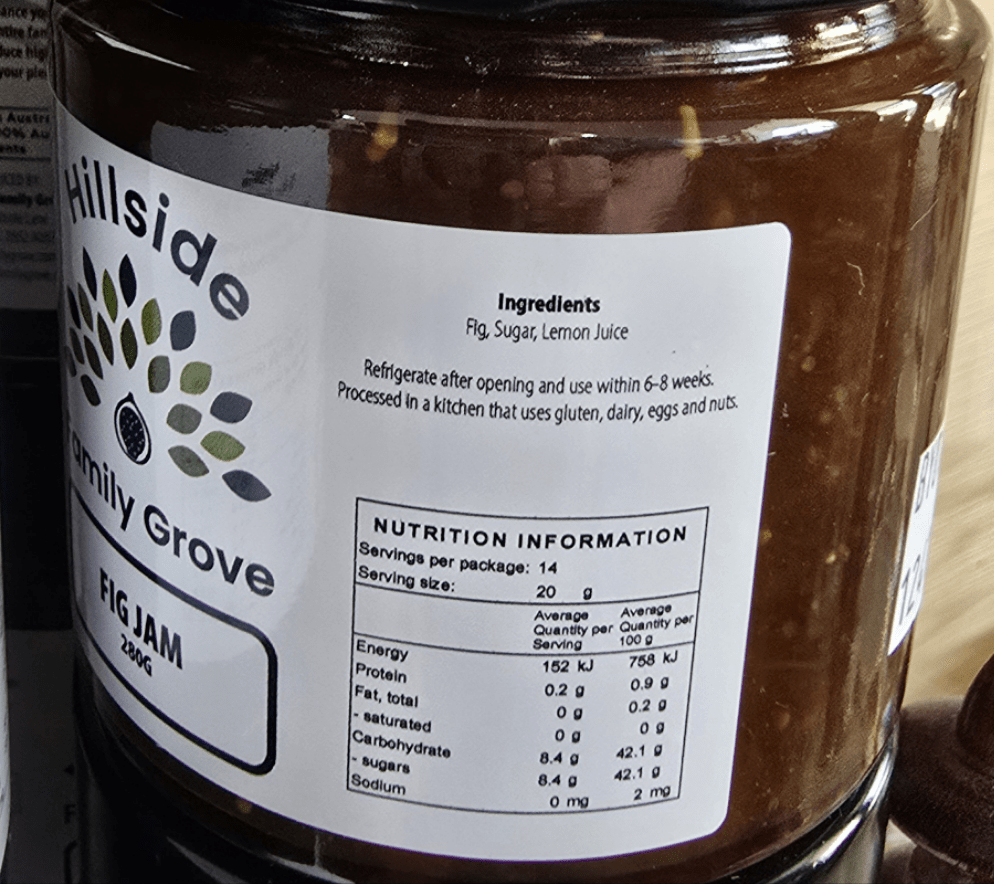 Hillside
amily Grove
FIG JAM
280G
Ingredients
Fig, Sugar, Lemon Juice
Refrigerate after opening and use within 6-8 weeks.
Processed in a kitchen that uses gluten, dairy, eggs and nuts.
NUTRITION INFORMATION
Servings per package: 14
Serving size: 20 g
Average Quantity per Serving Average Quantity per 100 g
Energy 152 kJ 758 kJ
Protein 0.2 g 0.9 g
Fat, total 0 g 0.2 g
- saturated 0 g 0 g
Carbohydrate 8.4 g 42.1 g
- sugars 8.4 g 42.1 g
Sodium 0 mg 2 mg